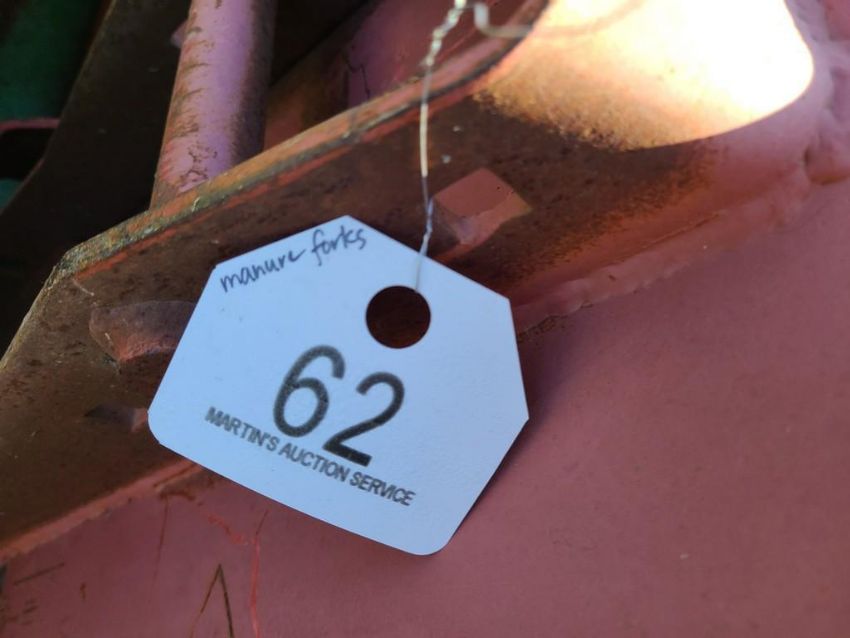 manure forks
62
MARTIN'S AUCTION SERVICE